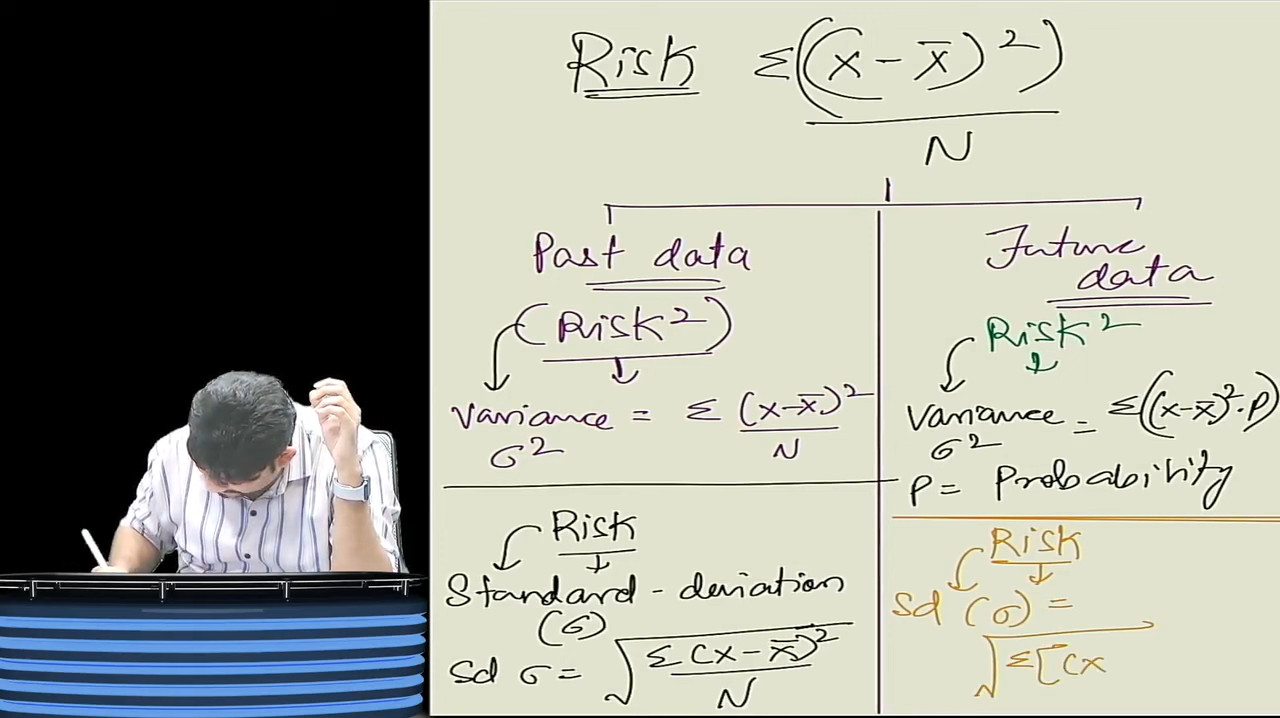 Risk Σ((x-x̄)²)
N
Past data
(Risk²)
Variance = Σ (x-x̄)²
σ² N
Risk
Standard - deviation
(σ)
Sd σ = √Σ(x-x̄)²
N
Future
data
Risk²
Variance = Σ((x-x̄)².P)
σ²
P = Probability
Risk
Sd (σ) =
√Σ[(x